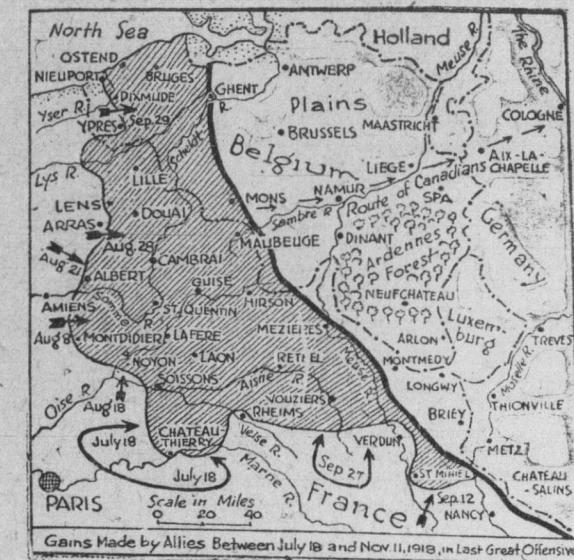 North Sea
Holland
Meuse R.
The Rhine
OSTEND
NIEUPORT
BRUGES
DIXMUDE
GHENT
R.
ANTWERP
Plains
COLOGNE
Yser R.
YPRES
Sep. 29
Scheldt
BRUSSELS
MAASTRICHT
Belgium
LIEGE
AIX-LA-
CHAPELLE
Lys R.
LILLE
MONS
NAMUR
Route of Canadians
SPA
Sambre R.
LENS
DOUAI
ARRAS
Aug. 28
MAUBEUGE
DINANT
Ardennes
Forest
Germany
Aug 21
CAMBRAI
ALBERT
GUISE
HIRSON
NEUFCHATEAU
AMIENS
Somme
R.
ST. QUENTIN
Luxem-
burg
Aug 8
MONTDIDIER
LA FERE
MEZIERES
ARLON
TREVES
NOYON
LAON
RETHEL
Meuse R.
MONTMEDY
Moselle R.
Oise R.
SOISSONS
Aisne
R.
LONGWY
Aug 18
VOUZIERS
THIONVILLE
RHEIMS
BRIEY
July 18
CHATEAU
THIERRY
Vesle R.
VERDUN
METZ
July 18
Marne R.
Sep 27
ST MIHIEL
CHATEAU
SALINS
PARIS
Scale in Miles
0 20 40
France
Sep. 12
NANCY
Gains Made by Allies Between July 18 and Nov. 11, 1918, in Last Great Offensive